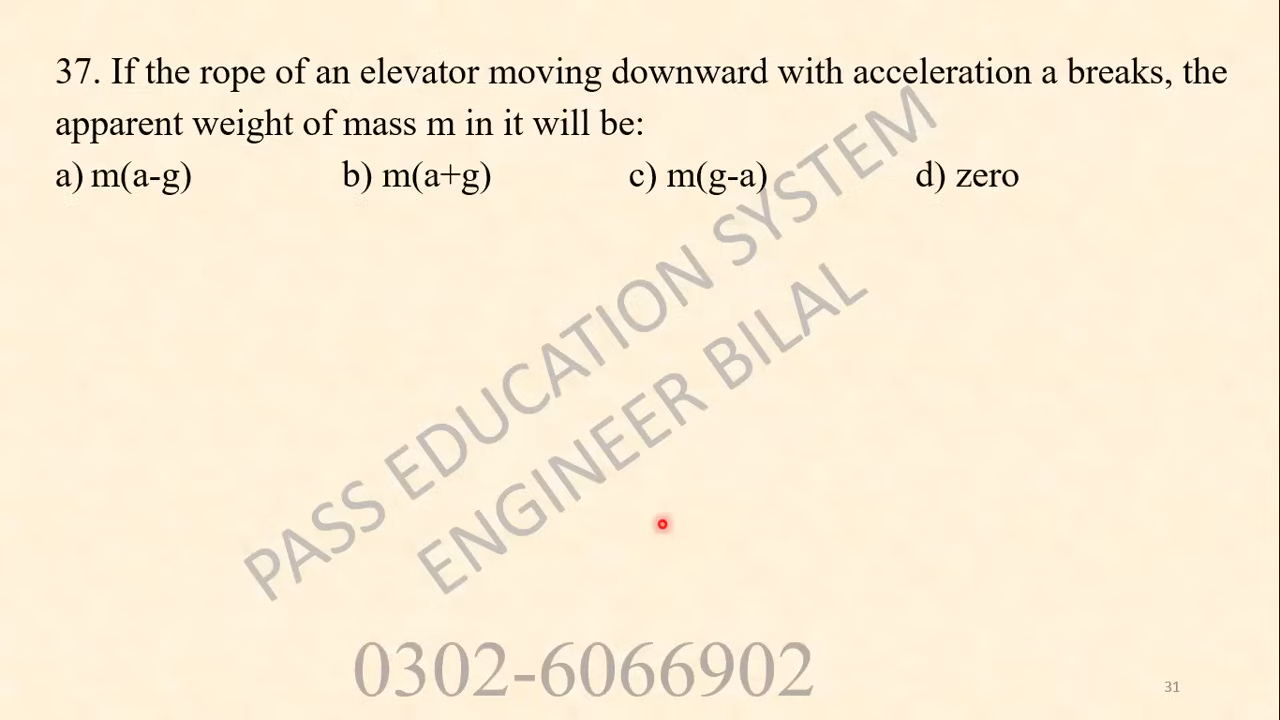 37. If the rope of an elevator moving downward with acceleration a breaks, the
apparent weight of mass m in it will be:
a) m(a-g) b) m(a+g) c) m(g-a) d) zero
PASS EDUCATION SYSTEM
ENGINEER BILAL
0302-6066902
31